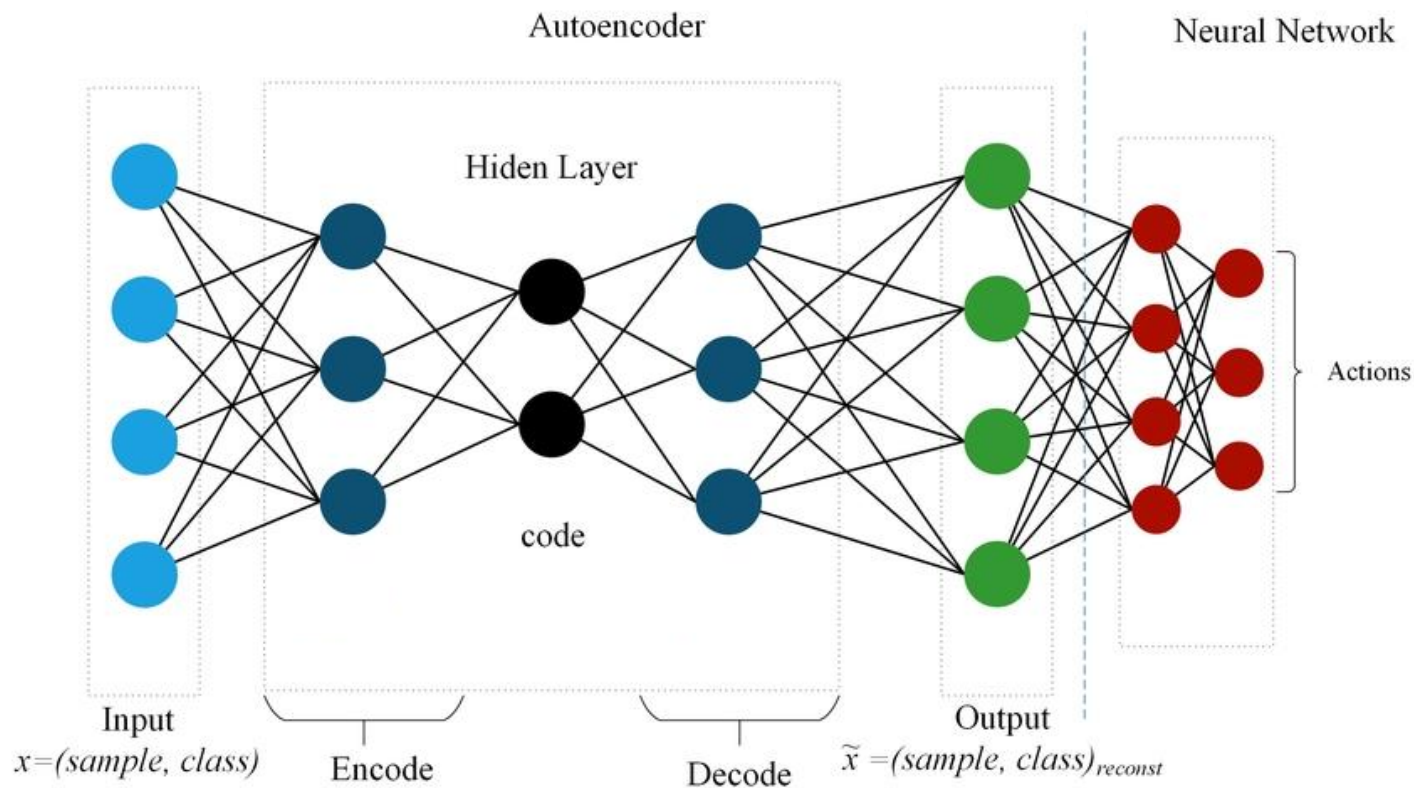 Autoencoder
Neural Network
Hiden Layer
Actions
code
Input
x=(sample, class)
Encode
Decode
Output
x̃ =(sample, class)reconst